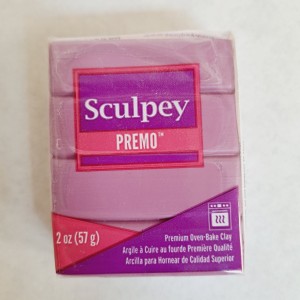 Sculpey
PREMO™
2 oz (57 g)
Premium Oven-Bake Clay
Argile à Cuire au fourde Première Qualité
Arcilla para Hornear de Calidad Superior